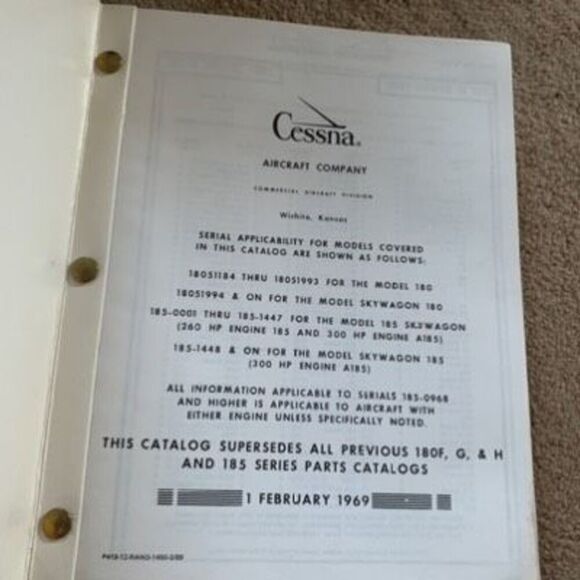 Cessna®
AIRCRAFT COMPANY
COMMERCIAL AIRCRAFT DIVISION
Wichita, Kansas
SERIAL APPLICABILITY FOR MODELS COVERED
IN THIS CATALOG ARE SHOWN AS FOLLOWS:
18051184 THRU 18051993 FOR THE MODEL 180
18051994 & ON FOR THE MODEL SKYWAGON 180
185-0001 THRU 185-1447 FOR THE MODEL 185 SKYWAGON
(260 HP ENGINE 185 AND 300 HP ENGINE A185)
185-1448 & ON FOR THE MODEL SKYWAGON 185
(300 HP ENGINE A185)
ALL INFORMATION APPLICABLE TO SERIALS 185-0968
AND HIGHER IS APPLICABLE TO AIRCRAFT WITH
EITHER ENGINE UNLESS SPECIFICALLY NOTED.
THIS CATALOG SUPERSEDES ALL PREVIOUS 180F, G, & H
AND 185 SERIES PARTS CATALOGS
1 FEBRUARY 1969